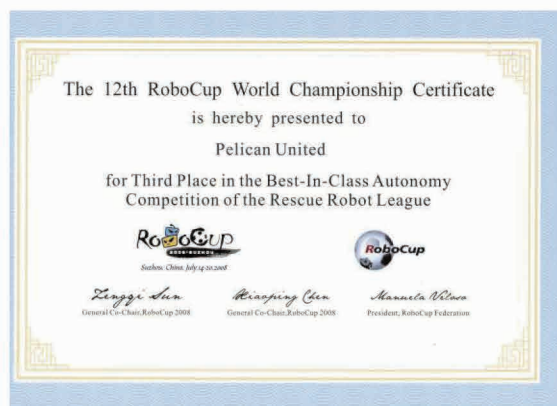 The 12th RoboCup World Championship Certificate
is hereby presented to
Pelican United
for Third Place in the Best-In-Class Autonomy
Competition of the Rescue Robot League
RoboCup
2008 SUZHOU
Suzhou, China, July 14-20, 2008
RoboCup
Zengqi Sun
Xiaoping Chen
Manuela Veloso
General Co-Chair,RoboCup 2008
General Co-Chair,RoboCup 2008
President, RoboCup Federation